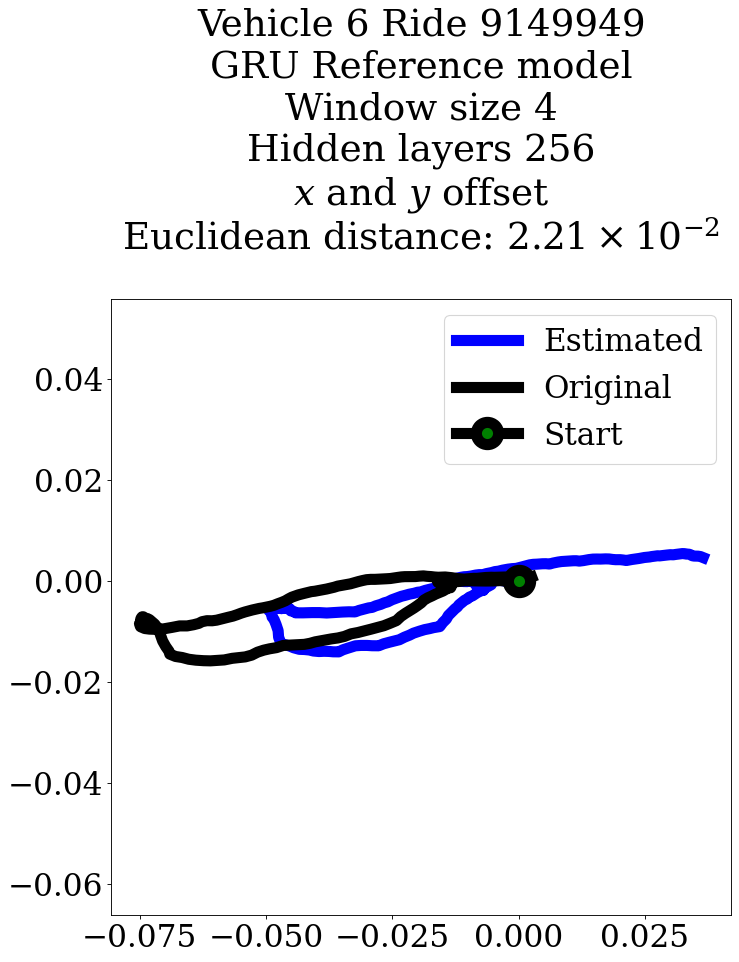 Vehicle 6 Ride 9149949
GRU Reference model
Window size 4
Hidden layers 256
x and y offset
Euclidean distance: 2.21 × 10⁻²
Estimated
Original
Start
0.04
0.02
0.00
−0.02
−0.04
−0.06
−0.075 −0.050 −0.025 0.000 0.025